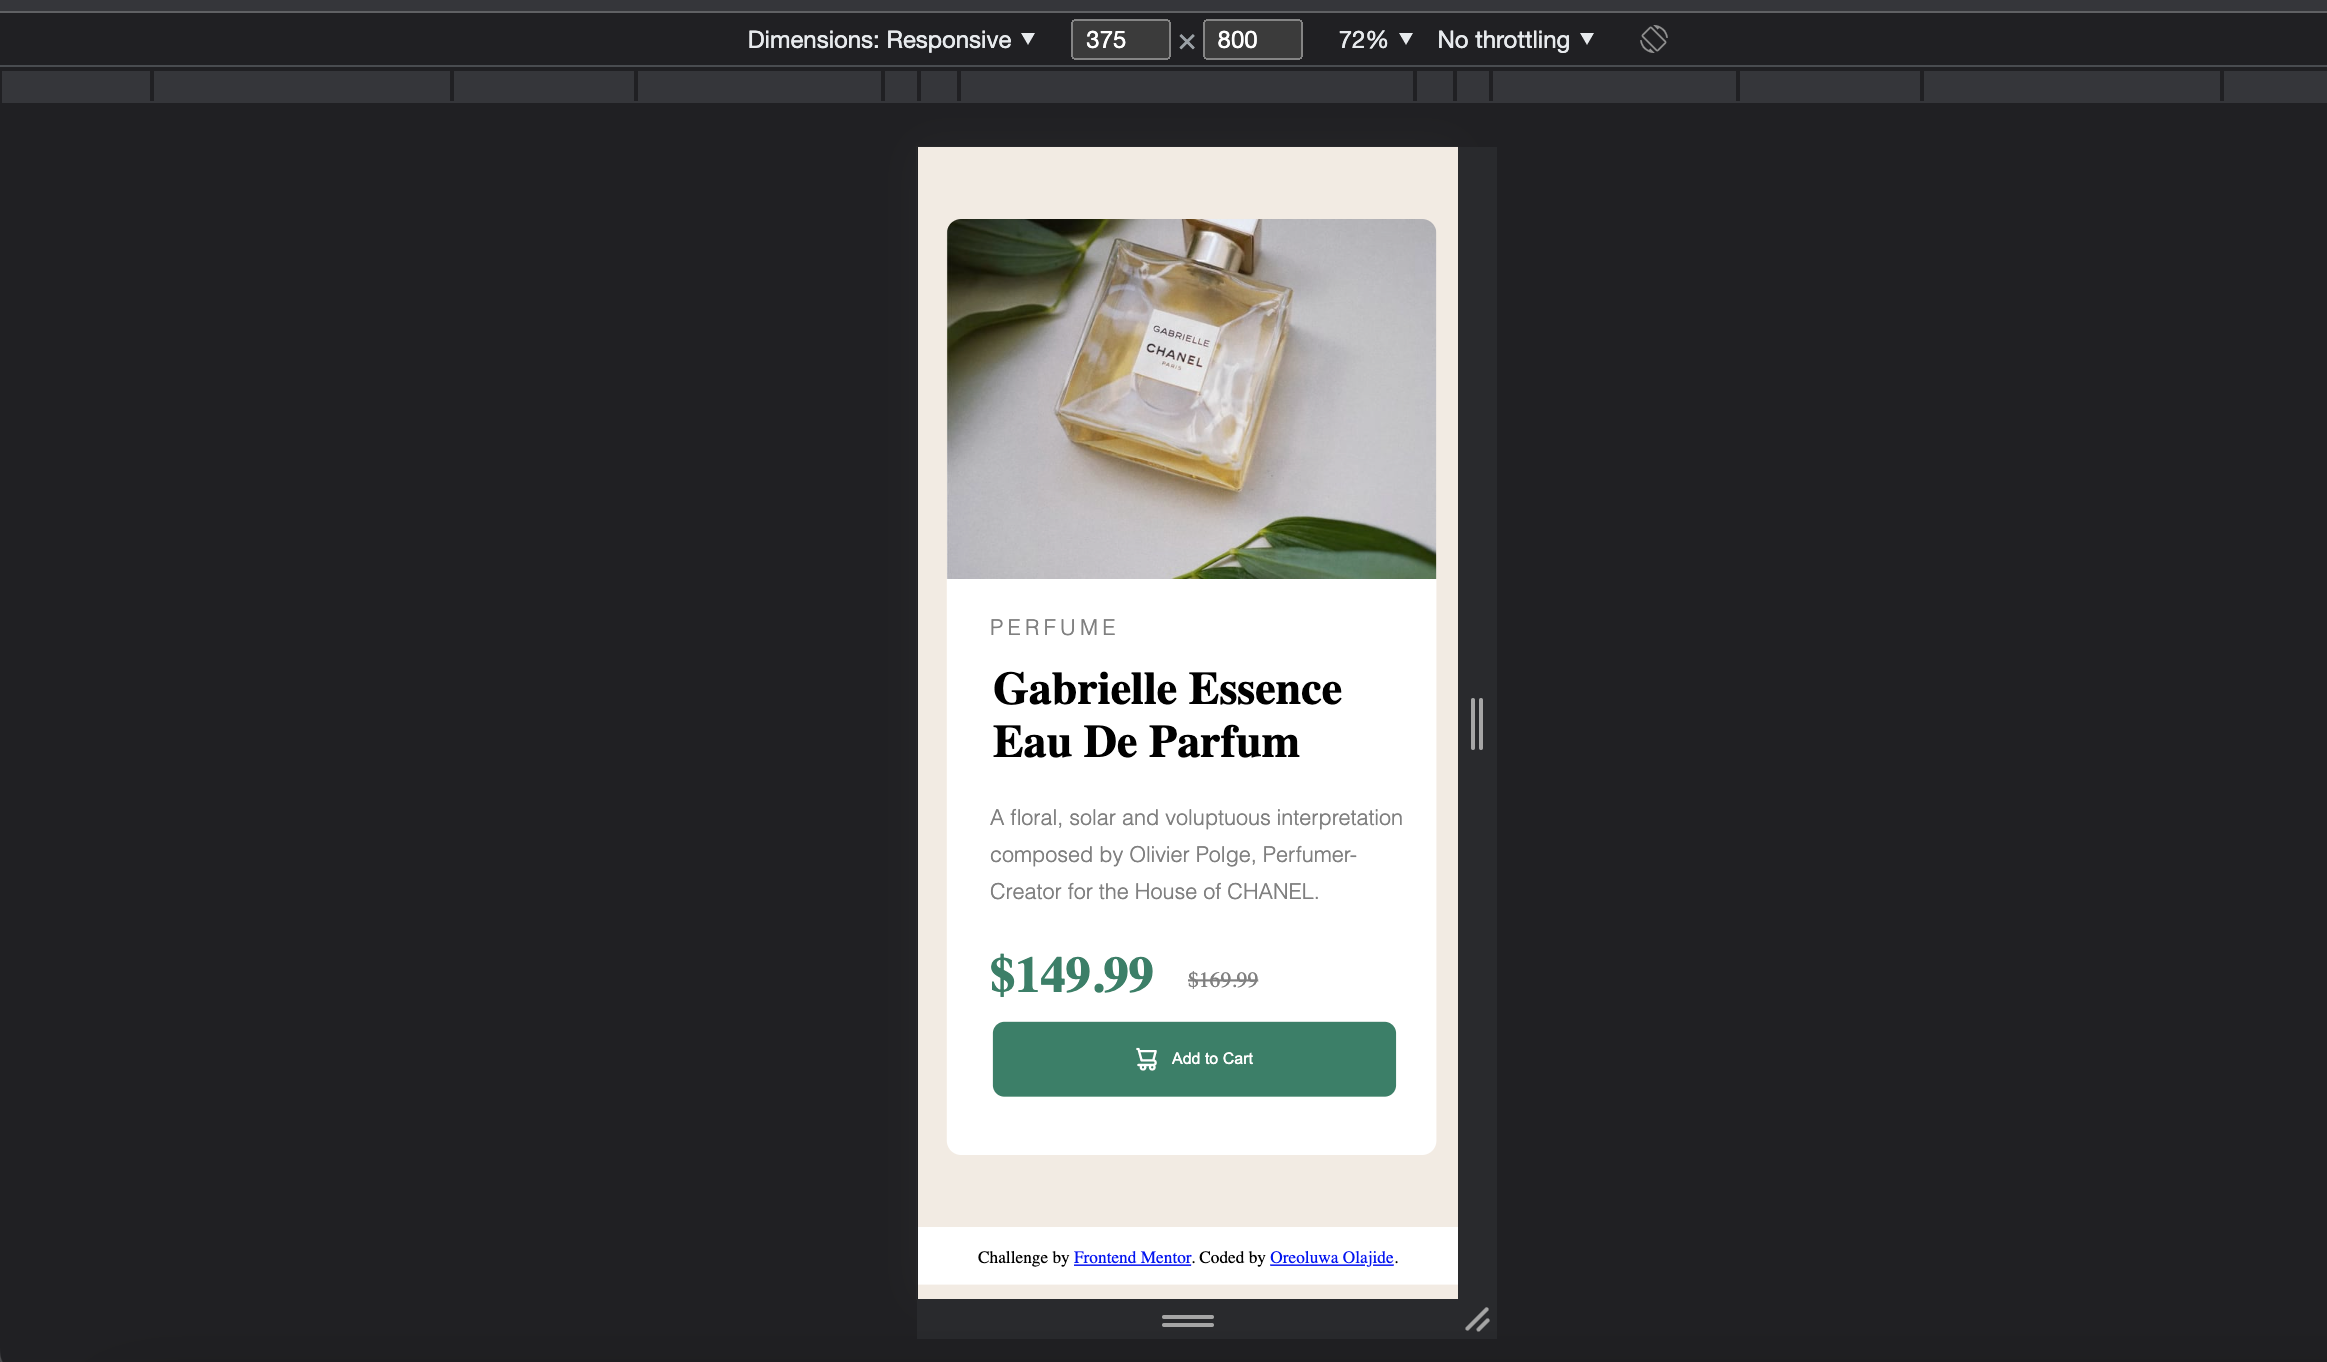 Dimensions: Responsive ▼ 375 × 800 72% ▼ No throttling ▼
GABRIELLE
CHANEL
PARIS
PERFUME
Gabrielle Essence
Eau De Parfum
A floral, solar and voluptuous interpretation
composed by Olivier Polge, Perfumer-
Creator for the House of CHANEL.
$149.99 $169.99
Add to Cart
Challenge by Frontend Mentor. Coded by Oreoluwa Olajide.